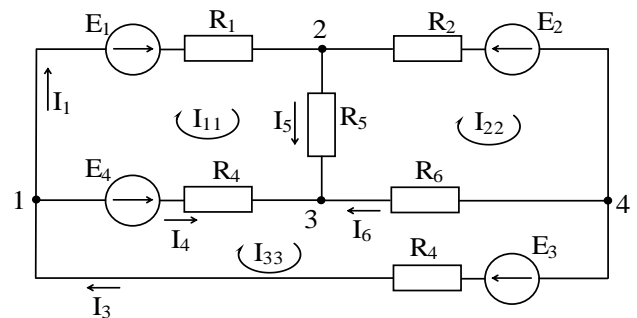 E1 R1 2 R2 E2
I1 I11 I5 R5 I22
E4 R4 R6
1 3 4
I4 I6
I33 R4 E3
I3